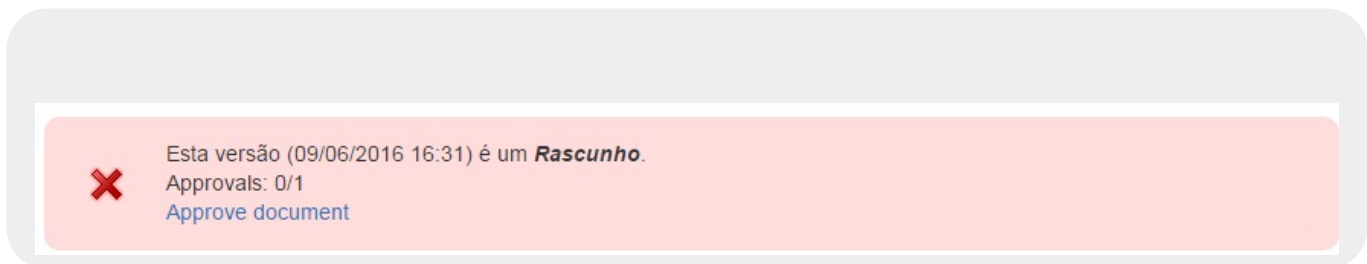 Esta versão (09/06/2016 16:31) é um Rascunho.
Approvals: 0/1
Approve document